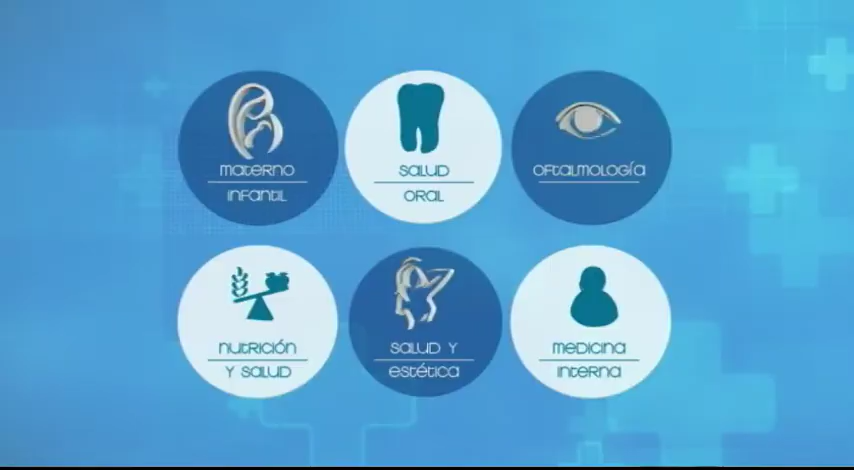 materno
infantil
salud
oral
oftalmología
nutrición
y salud
salud y
estética
medicina
interna